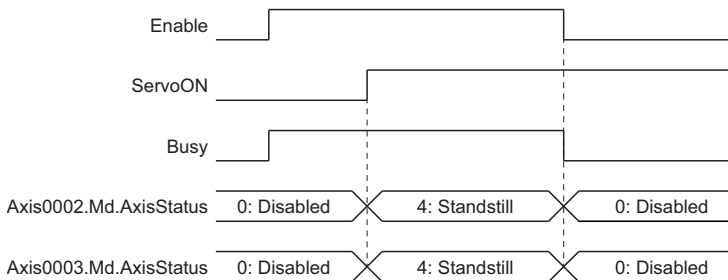 Enable
ServoON
Busy
Axis0002.Md.AxisStatus 0: Disabled 4: Standstill 0: Disabled
Axis0003.Md.AxisStatus 0: Disabled 4: Standstill 0: Disabled